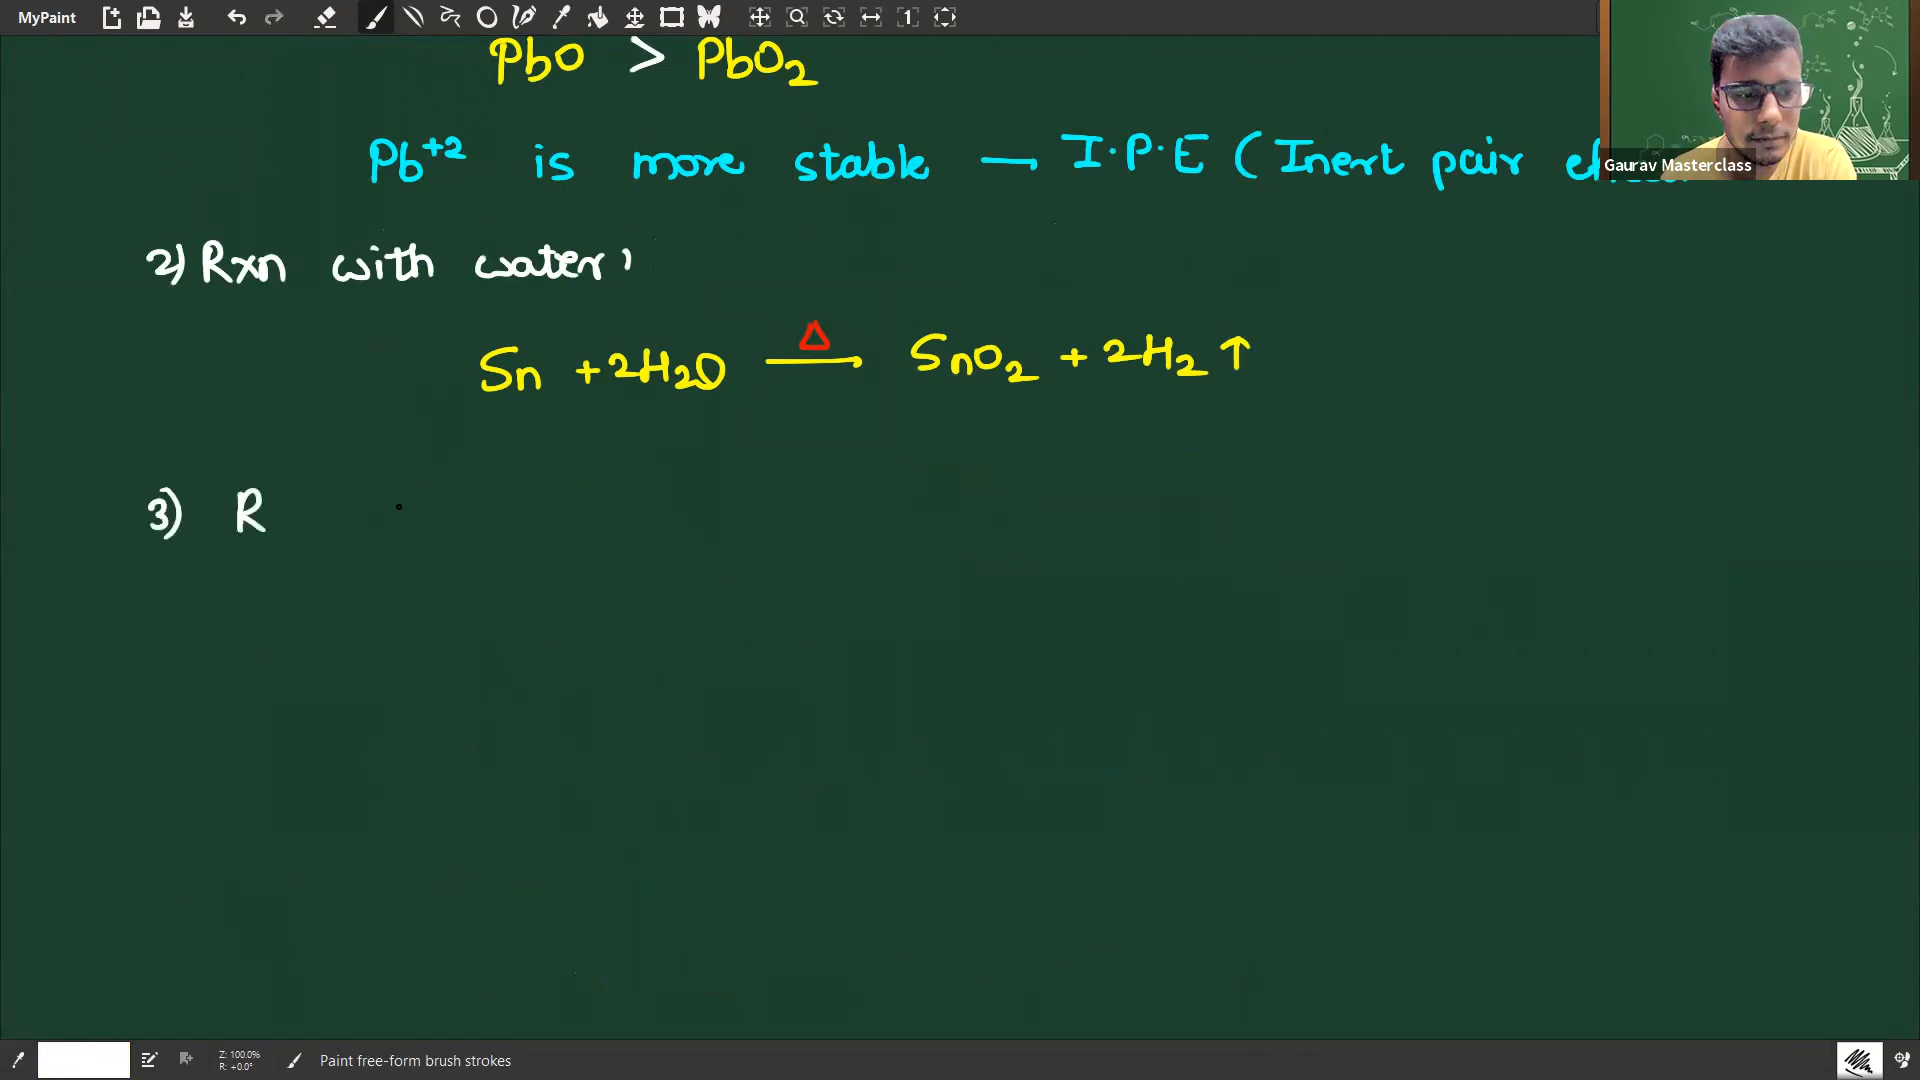 MyPaint
PbO > PbO₂
Pb⁺² is more stable — I.P.E (Inert pair
Gaurav Masterclass
2) Rxn with water:
Sn + 2H₂O —Δ→ SnO₂ + 2H₂ ↑
3) R
Z: 100.0%
R: +0.0°
Paint free-form brush strokes